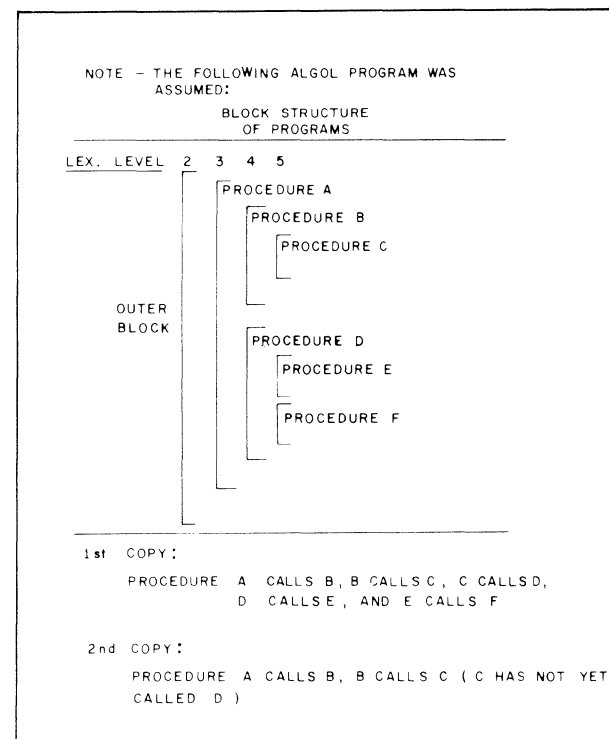 NOTE - THE FOLLOWING ALGOL PROGRAM WAS
ASSUMED:
BLOCK STRUCTURE
OF PROGRAMS
LEX. LEVEL 2 3 4 5
PROCEDURE A
PROCEDURE B
PROCEDURE C
OUTER
BLOCK
PROCEDURE D
PROCEDURE E
PROCEDURE F
1st COPY:
PROCEDURE A CALLS B, B CALLS C, C CALLS D,
D CALLS E, AND E CALLS F
2nd COPY:
PROCEDURE A CALLS B, B CALLS C ( C HAS NOT YET
CALLED D )